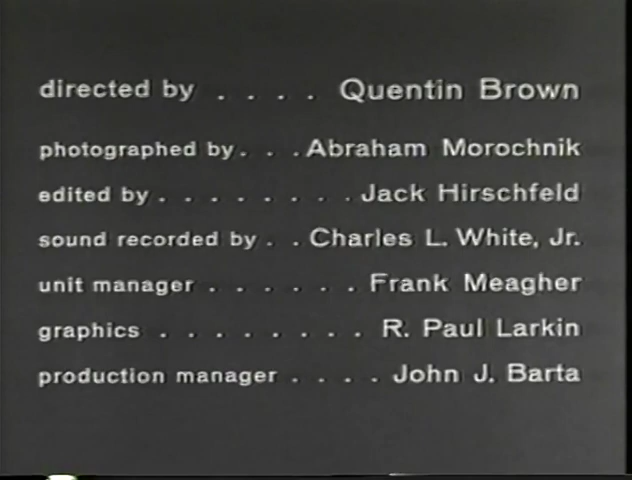 directed by . . . . Quentin Brown
photographed by . . . Abraham Morochnik
edited by . . . . . . . . Jack Hirschfeld
sound recorded by . . Charles L. White, Jr.
unit manager . . . . . . Frank Meagher
graphics . . . . . . . . . R. Paul Larkin
production manager . . . . John J. Barta